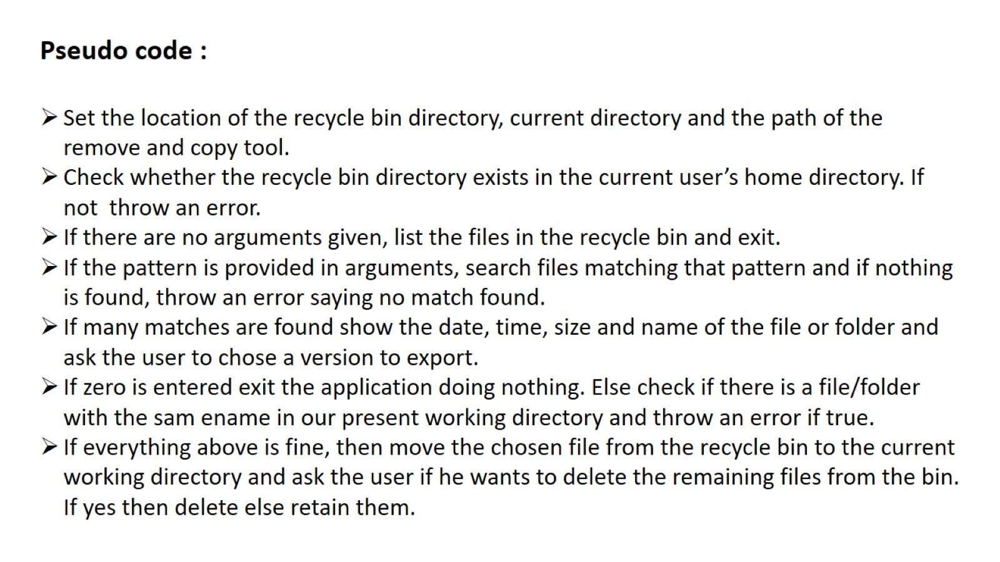 Pseudo code :
➢ Set the location of the recycle bin directory, current directory and the path of the
remove and copy tool.
➢ Check whether the recycle bin directory exists in the current user’s home directory. If
not  throw an error.
➢ If there are no arguments given, list the files in the recycle bin and exit.
➢ If the pattern is provided in arguments, search files matching that pattern and if nothing
is found, throw an error saying no match found.
➢ If many matches are found show the date, time, size and name of the file or folder and
ask the user to chose a version to export.
➢ If zero is entered exit the application doing nothing. Else check if there is a file/folder
with the sam ename in our present working directory and throw an error if true.
➢ If everything above is fine, then move the chosen file from the recycle bin to the current
working directory and ask the user if he wants to delete the remaining files from the bin.
If yes then delete else retain them.